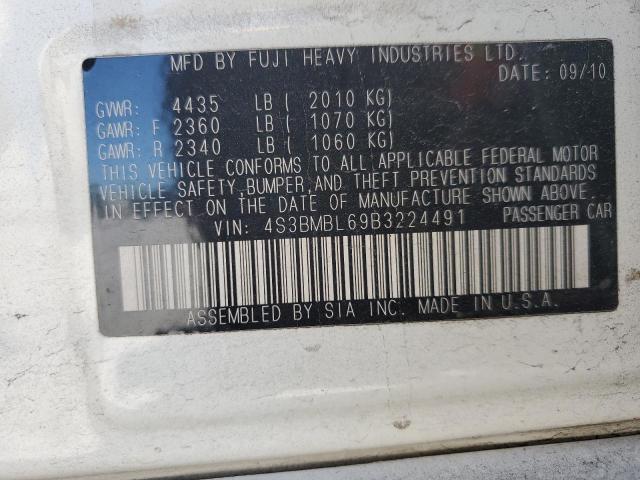 MFD BY FUJI HEAVY INDUSTRIES LTD.
DATE: 09/10
GVWR: 4435 LB ( 2010 KG)
GAWR: F 2360 LB ( 1070 KG)
GAWR: R 2340 LB ( 1060 KG)
THIS VEHICLE CONFORMS TO ALL APPLICABLE FEDERAL MOTOR
VEHICLE SAFETY, BUMPER, AND THEFT PREVENTION STANDARDS
IN EFFECT ON THE DATE OF MANUFACTURE SHOWN ABOVE.
VIN: 4S3BMBL69B3224491 PASSENGER CAR
ASSEMBLED BY SIA INC. MADE IN U.S.A.